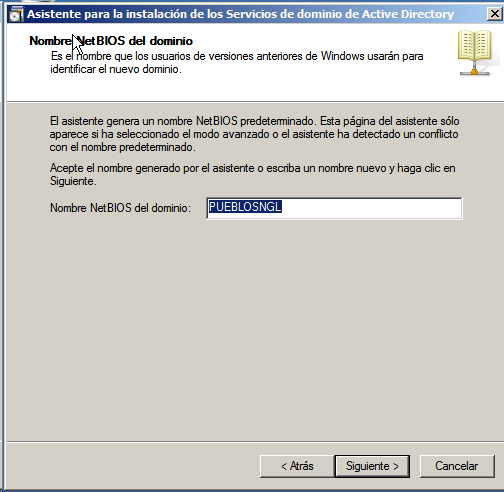 Asistente para la instalación de los Servicios de dominio de Active Directory
Nombre NetBIOS del dominio
Es el nombre que los usuarios de versiones anteriores de Windows usarán para
identificar el nuevo dominio.
El asistente genera un nombre NetBIOS predeterminado. Esta página del asistente sólo
aparece si ha seleccionado el modo avanzado o el asistente ha detectado un conflicto
con el nombre predeterminado.
Acepte el nombre generado por el asistente o escriba un nombre nuevo y haga clic en
Siguiente.
Nombre NetBIOS del dominio: PUEBLOSNGL
< Atrás Siguiente > Cancelar